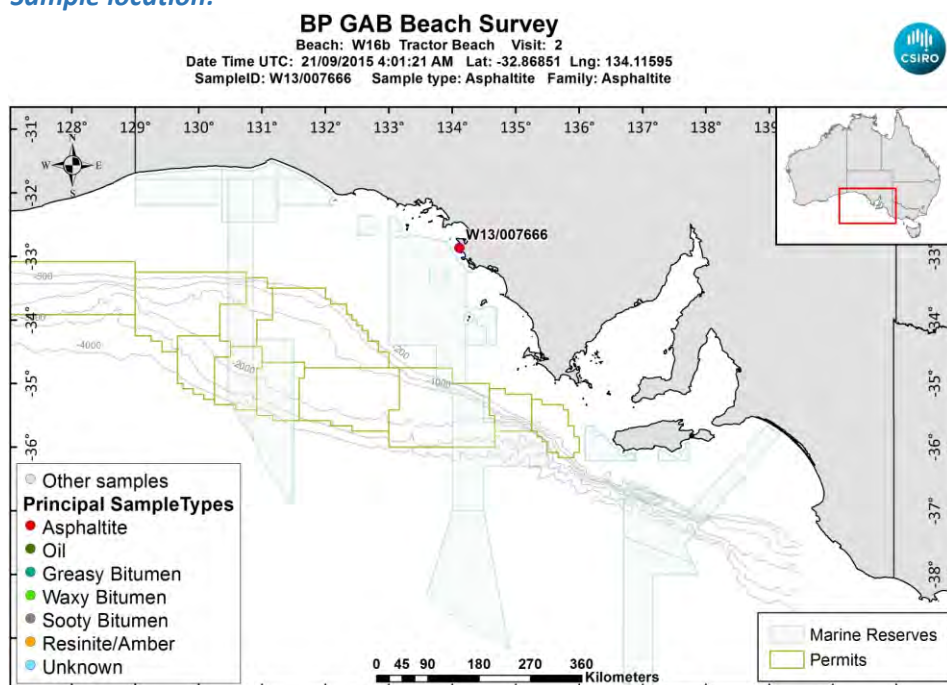 Sample location:
BP GAB Beach Survey
Beach: W16b Tractor Beach Visit: 2
Date Time UTC: 21/09/2015 4:01:21 AM Lat: -32.86851 Lng: 134.11595
SampleID: W13/007666 Sample type: Asphaltite Family: Asphaltite
CSIRO
128° 129° 130° 131° 132° 133° 134° 135° 136° 137° 138° 139
-31°
-32°
-33°
-34°
-35°
-36°
-37°
-38°
N
W E
S
W13/007666
-33°
-34°
-35°
-36°
-37°
-38°
-4000
-2000
-200
-1000
Other samples
Principal SampleTypes
Asphaltite
Oil
Greasy Bitumen
Waxy Bitumen
Sooty Bitumen
Resinite/Amber
Unknown
0 45 90 180 270 360
Kilometers
Marine Reserves
Permits